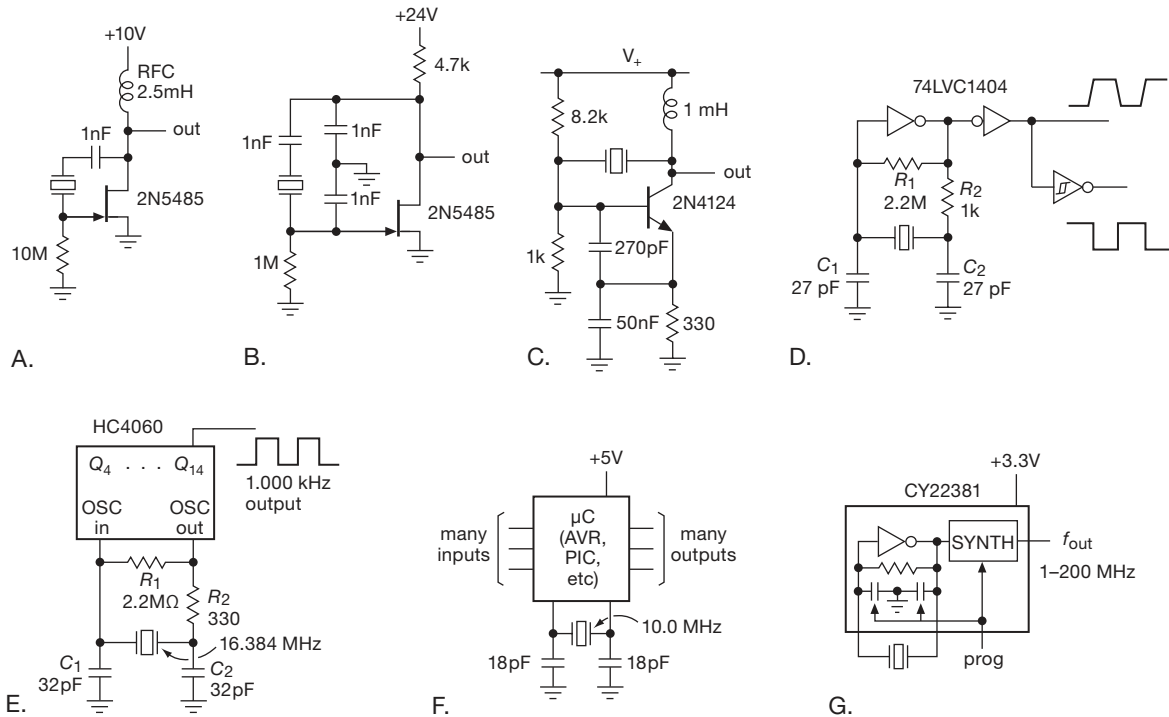 +10V
RFC
2.5mH
1nF
out
2N5485
10M
A.
+24V
4.7k
1nF
1nF
out
1nF
2N5485
1M
B.
V+
8.2k
1 mH
out
2N4124
1k
270pF
50nF
330
C.
74LVC1404
R1
2.2M
R2
1k
C1
27 pF
C2
27 pF
D.
HC4060
Q4 . . . Q14
OSC
in
OSC
out
1.000 kHz
output
R1
2.2MΩ
R2
330
16.384 MHz
C1
32pF
C2
32pF
E.
+5V
many
inputs
μC
(AVR,
PIC,
etc)
many
outputs
10.0 MHz
18pF
18pF
F.
+3.3V
CY22381
SYNTH
fout
1–200 MHz
prog
G.